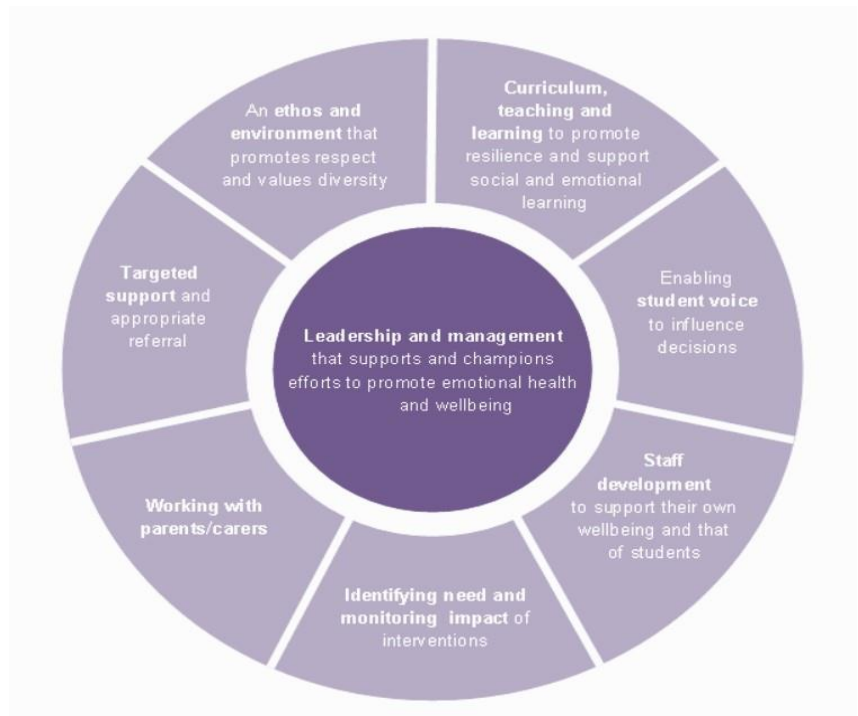 An ethos and
environment that
promotes respect
and values diversity
Curriculum,
teaching and
learning to promote
resilience and support
social and emotional
learning
Enabling
student voice
to influence
decisions
Staff
development
to support their own
wellbeing and that
of students
Identifying need and
monitoring impact of
interventions
Working with
parents/carers
Targeted
support and
appropriate
referral
Leadership and management
that supports and champions
efforts to promote emotional health
and wellbeing